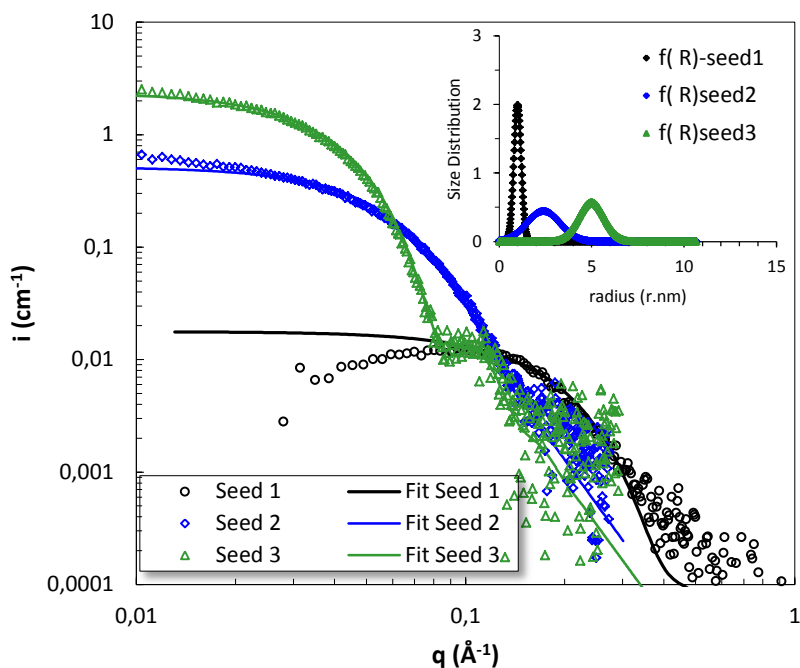 10
1
0,1
0,01
0,001
0,0001
i (cm⁻¹)
0,01
0,1
1
q (Å⁻¹)
Seed 1
Fit Seed 1
Seed 2
Fit Seed 2
Seed 3
Fit Seed 3
3
2
1
0
Size Distribution
0
5
10
15
radius (r.nm)
f( R)-seed1
f( R)seed2
f( R)seed3